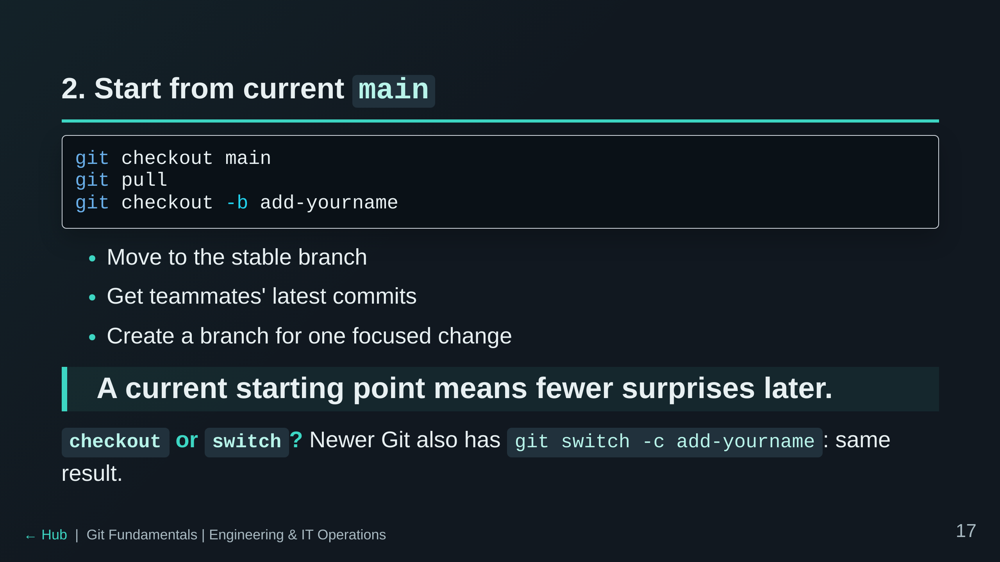 2. Start from current main
git checkout main
git pull
git checkout -b add-yourname
• Move to the stable branch
• Get teammates' latest commits
• Create a branch for one focused change
A current starting point means fewer surprises later.
checkout or switch? Newer Git also has git switch -c add-yourname: same
result.
← Hub | Git Fundamentals | Engineering & IT Operations
17